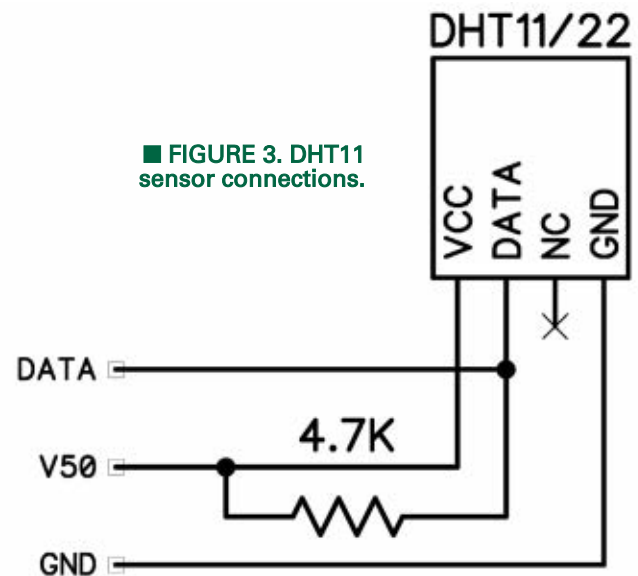 DHT11/22
■ FIGURE 3. DHT11
sensor connections.
VCC
DATA
NC
GND
DATA
4.7K
V50
GND